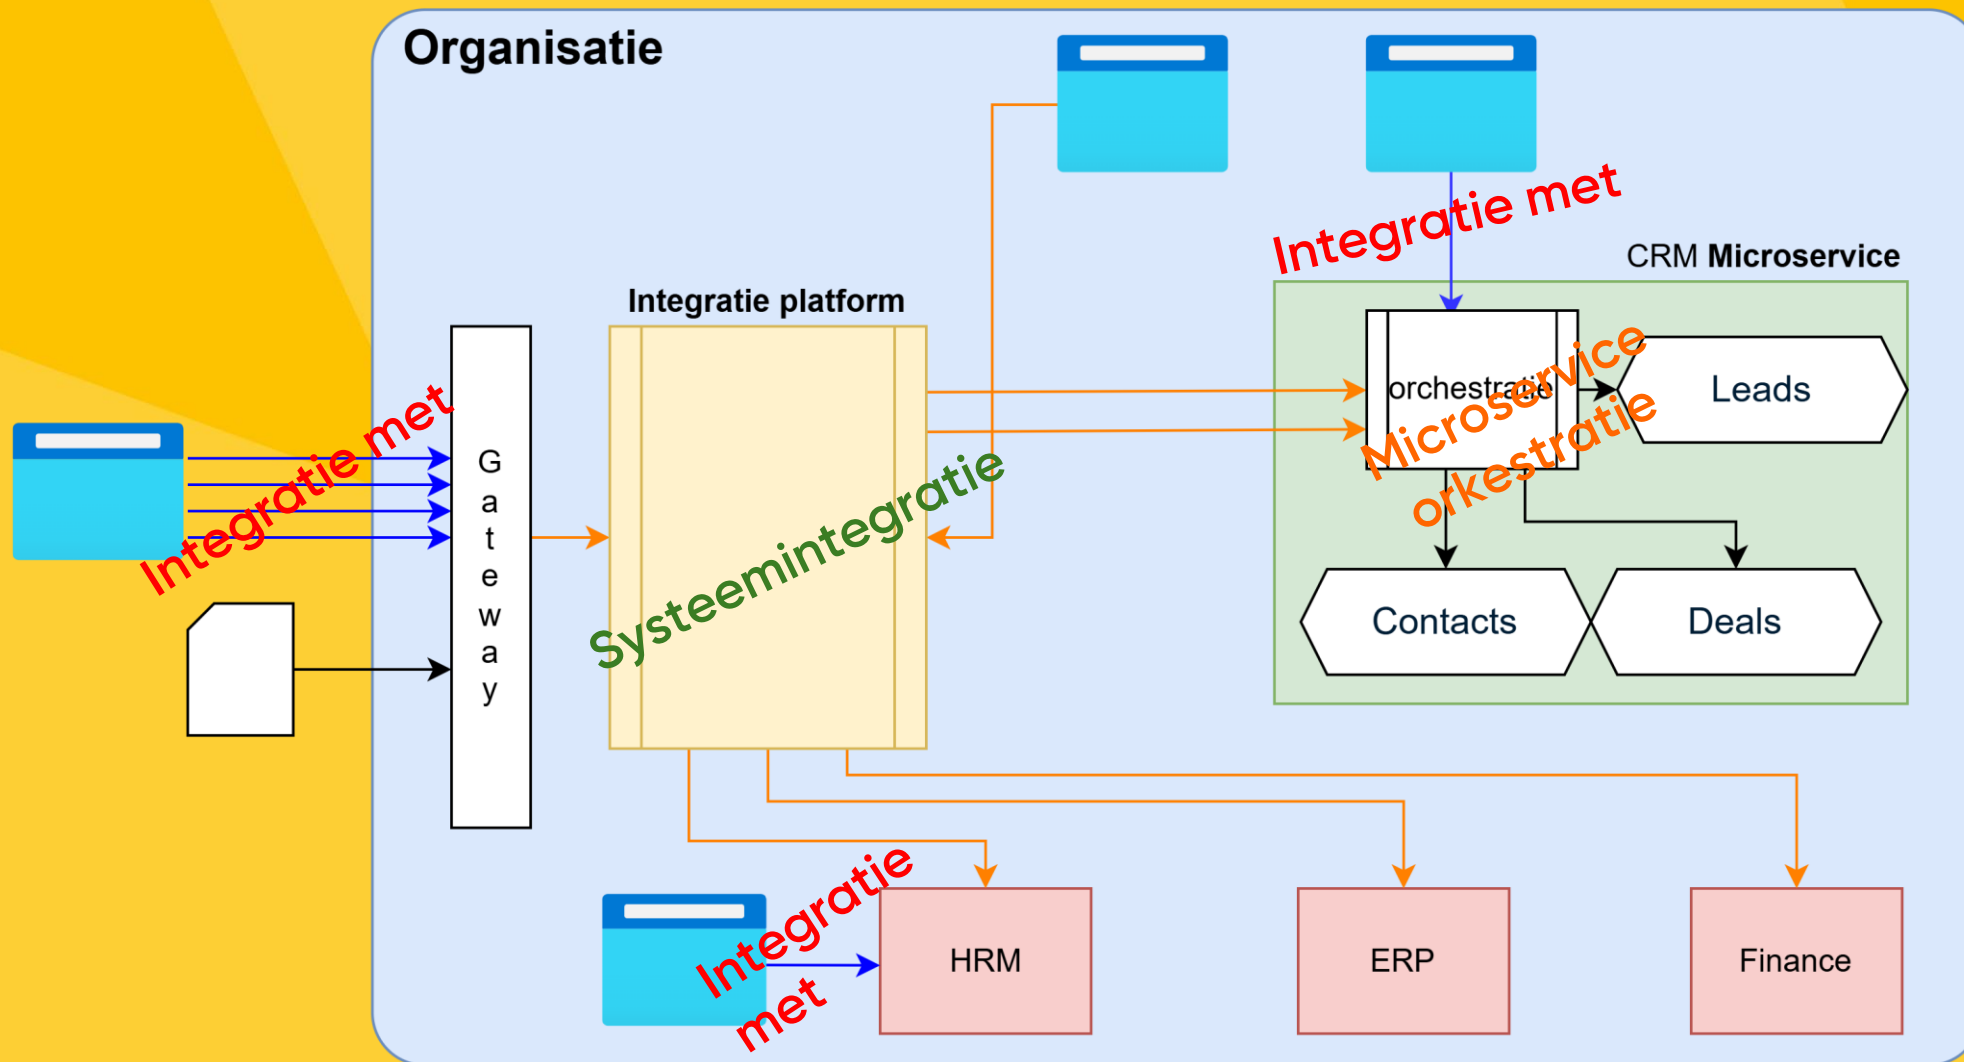 Organisatie
Integratie met
CRM Microservice
Integratie platform
orchestratie
Microservice
orkestratie
Leads
Integratie met
Gateway
Systeemintegratie
Contacts
Deals
Integratie
met
HRM
ERP
Finance